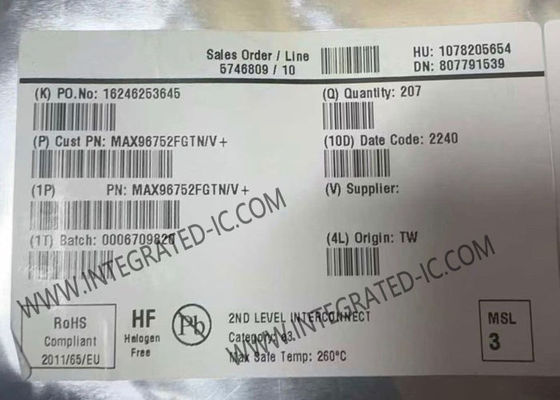 Sales Order / Line
5746809 / 10
HU: 1078205654
DN: 807791539
(K) PO.No: 16246253645
(Q) Quantity: 207
(P) Cust PN: MAX96752FGTN/V+
(10D) Date Code: 2240
(1P) PN: MAX96752FGTN/V+
(V) Supplier:
(1T) Batch: 0006709820
(4L) Origin: TW
WWW.INTEGRATED-IC.COM
WWW.INTEGRATED-IC.COM
RoHS
Compliant
2011/65/EU
HF
Halogen
Free
Pb
2ND LEVEL INTERCONNECT
Category: e3
Max Safe Temp: 260°C
MSL
3